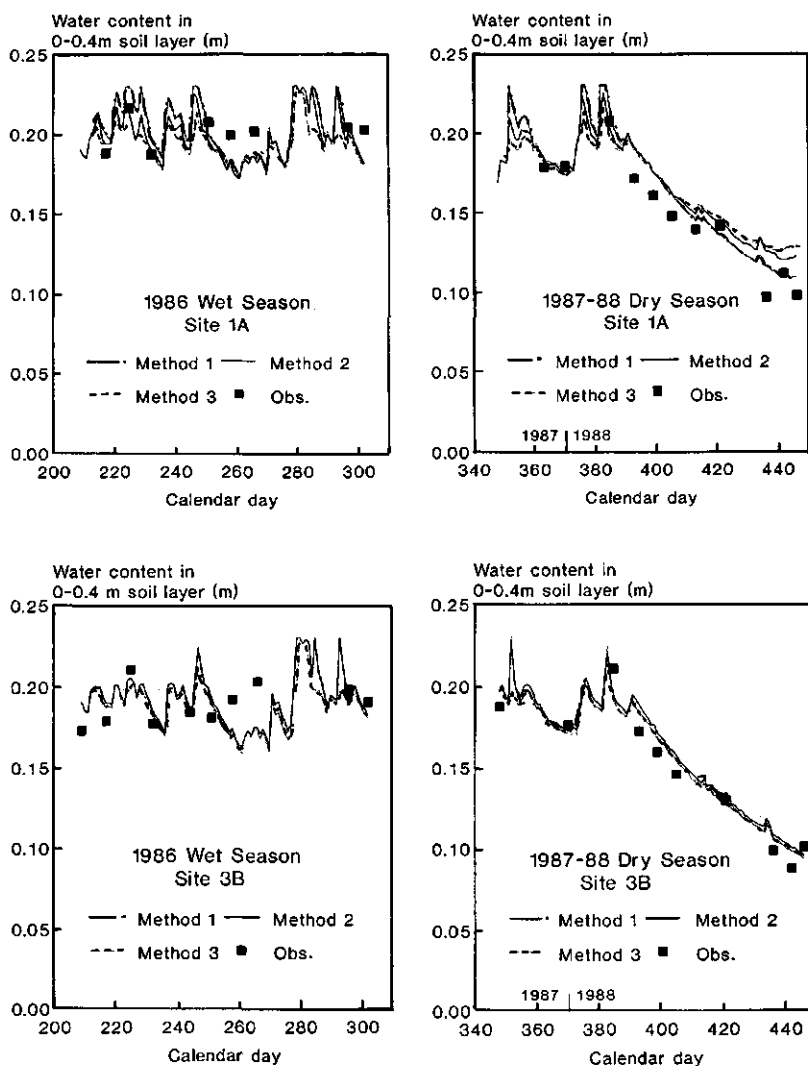 Water content in
0-0.4m soil layer (m)
0.25
0.20
0.15
0.10
0.05
0.00
1986 Wet Season
Site 1A
Method 1
Method 2
Method 3
Obs.
200
220
240
260
280
300
Calendar day
Water content in
0-0.4m soil layer (m)
0.25
0.20
0.15
0.10
0.05
0.00
1987-88 Dry Season
Site 1A
Method 1
Method 2
Method 3
Obs.
1987
1988
340
360
380
400
420
440
Calendar day
Water content in
0-0.4 m soil layer (m)
0.25
0.20
0.15
0.10
0.05
0.00
1986 Wet Season
Site 3B
Method 1
Method 2
Method 3
Obs.
200
220
240
260
280
300
Calendar day
Water content in
0-0.4m soil layer (m)
0.25
0.20
0.15
0.10
0.05
0.00
1987-88 Dry Season
Site 3B
Method 1
Method 2
Method 3
Obs.
1987
1988
340
360
380
400
420
440
Calendar day